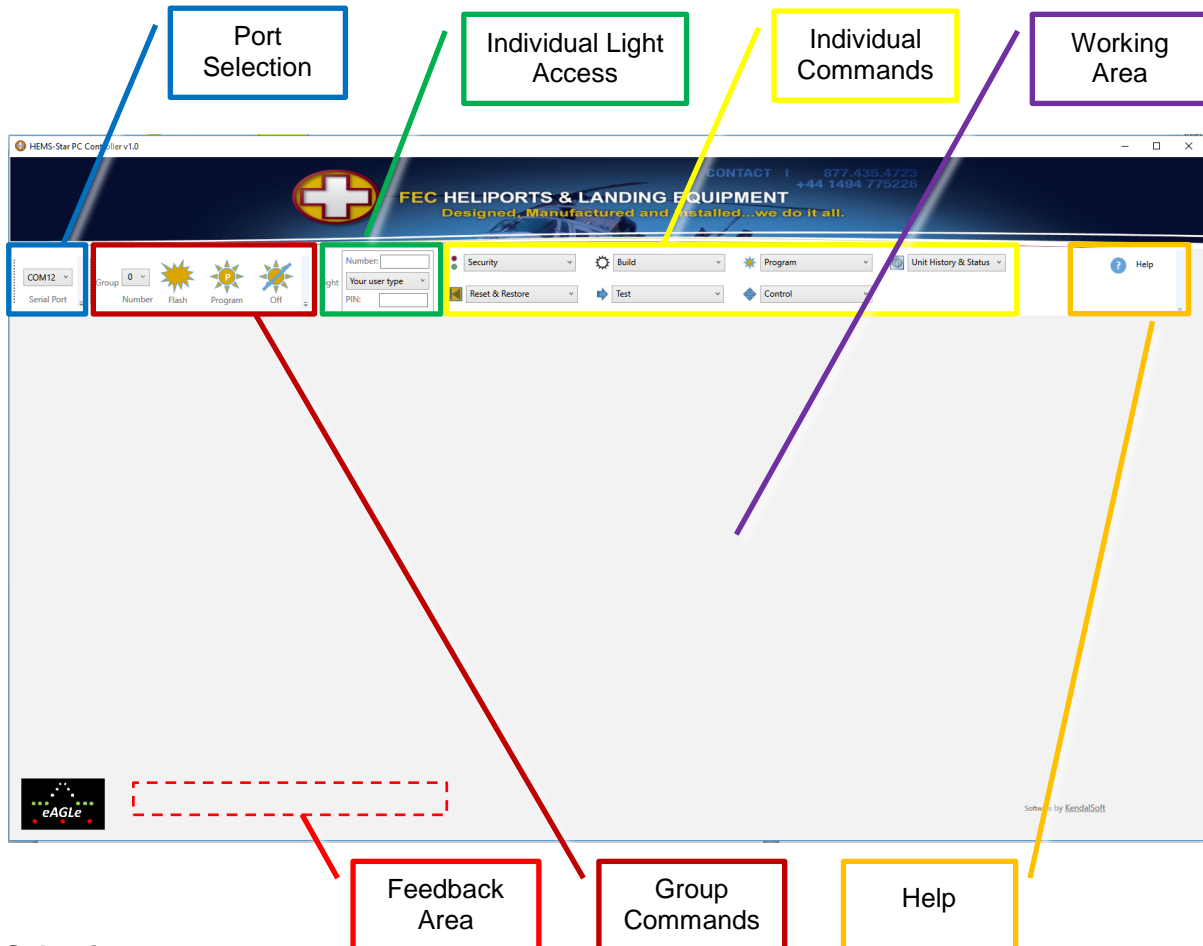 Port
Selection
Individual Light
Access
Individual
Commands
Working
Area
HEMS-Star PC Controller v1.0
CONTACT I 877.435.4723
+44 1494 775226
FEC HELIPORTS & LANDING EQUIPMENT
Designed, Manufactured and Installed...we do it all.
COM12
Serial Port
Group
0
Number
Flash
P
Program
Off
Number:
Your user type
PIN:
Security
Build
Program
Unit History & Status
Reset & Restore
Test
Control
? Help
eAGLe
Software by KendalSoft
Feedback
Area
Group
Commands
Help